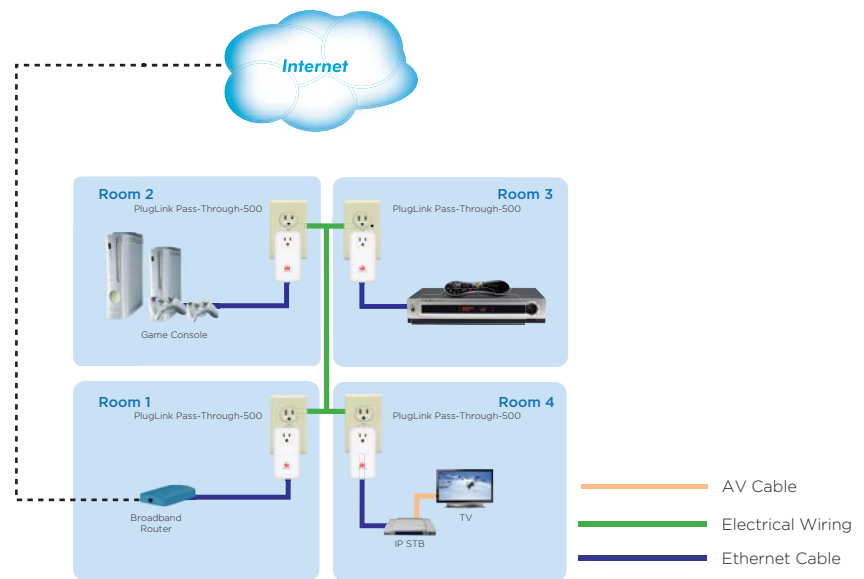 Internet
Room 2
PlugLink Pass-Through-500
Room 3
PlugLink Pass-Through-500
Game Console
Room 1
PlugLink Pass-Through-500
Room 4
PlugLink Pass-Through-500
Broadband
Router
IP STB
TV
AV Cable
Electrical Wiring
Ethernet Cable